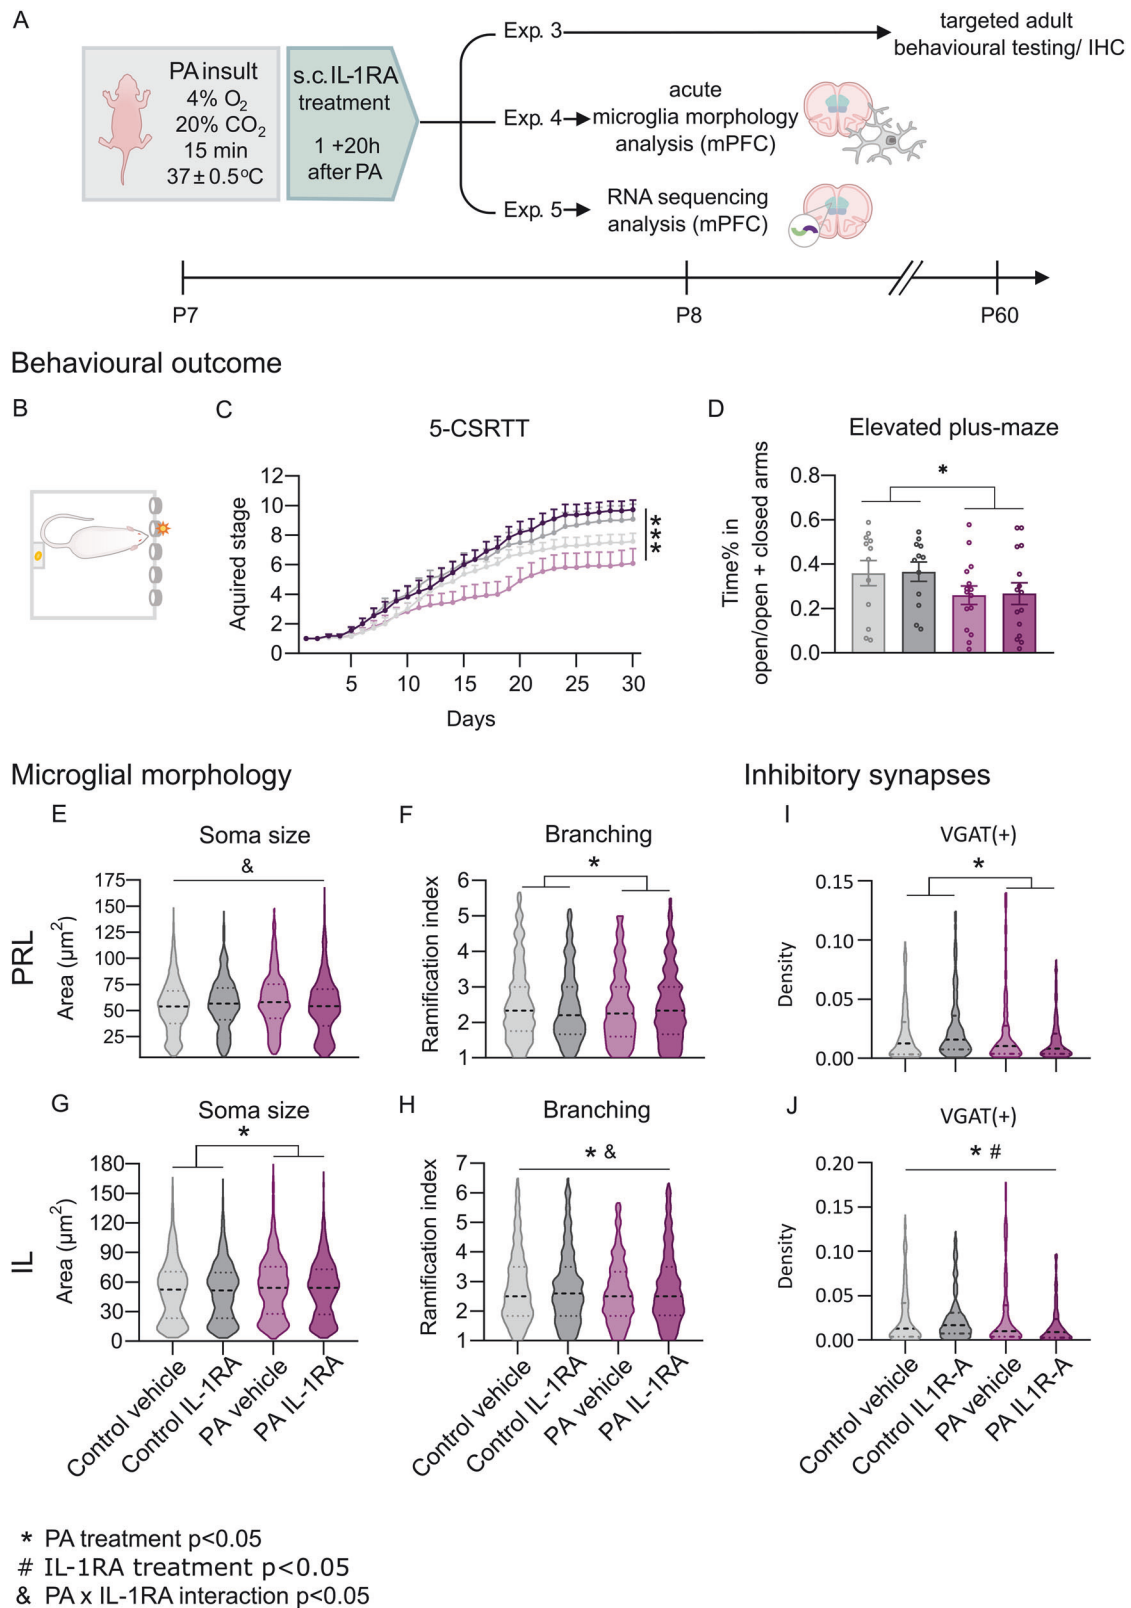 A
PA insult
4% O₂
20% CO₂
15 min
37 ± 0.5°C
s.c. IL-1RA
treatment
1 +20h
after PA
Exp. 3
targeted adult
behavioural testing/ IHC
Exp. 4
acute
microglia morphology
analysis (mPFC)
Exp. 5
RNA sequencing
analysis (mPFC)
P7
P8
P60
Behavioural outcome
B
C
5-CSRTT
Aquired stage
12
10
8
6
4
2
0
5
10
15
20
25
30
Days
***
D
Elevated plus-maze
Time% in
open/open + closed arms
0.8
0.6
0.4
0.2
0.0
*
Microglial morphology
Inhibitory synapses
PRL
E
Soma size
&
Area (µm²)
175
150
125
100
75
50
25
F
Branching
*
Ramification index
6
5
4
3
2
1
I
VGAT(+)
*
Density
0.15
0.10
0.05
0.00
IL
G
Soma size
*
Area (µm²)
180
150
120
90
60
30
0
Control vehicle
Control IL-1RA
PA vehicle
PA IL-1RA
H
Branching
* &
Ramification index
7
6
5
4
3
2
1
Control vehicle
Control IL-1RA
PA vehicle
PA IL-1RA
J
VGAT(+)
* #
Density
0.20
0.15
0.10
0.05
0.00
Control vehicle
Control IL1R-A
PA vehicle
PA IL1R-A
* PA treatment p<0.05
# IL-1RA treatment p<0.05
& PA x IL-1RA interaction p<0.05